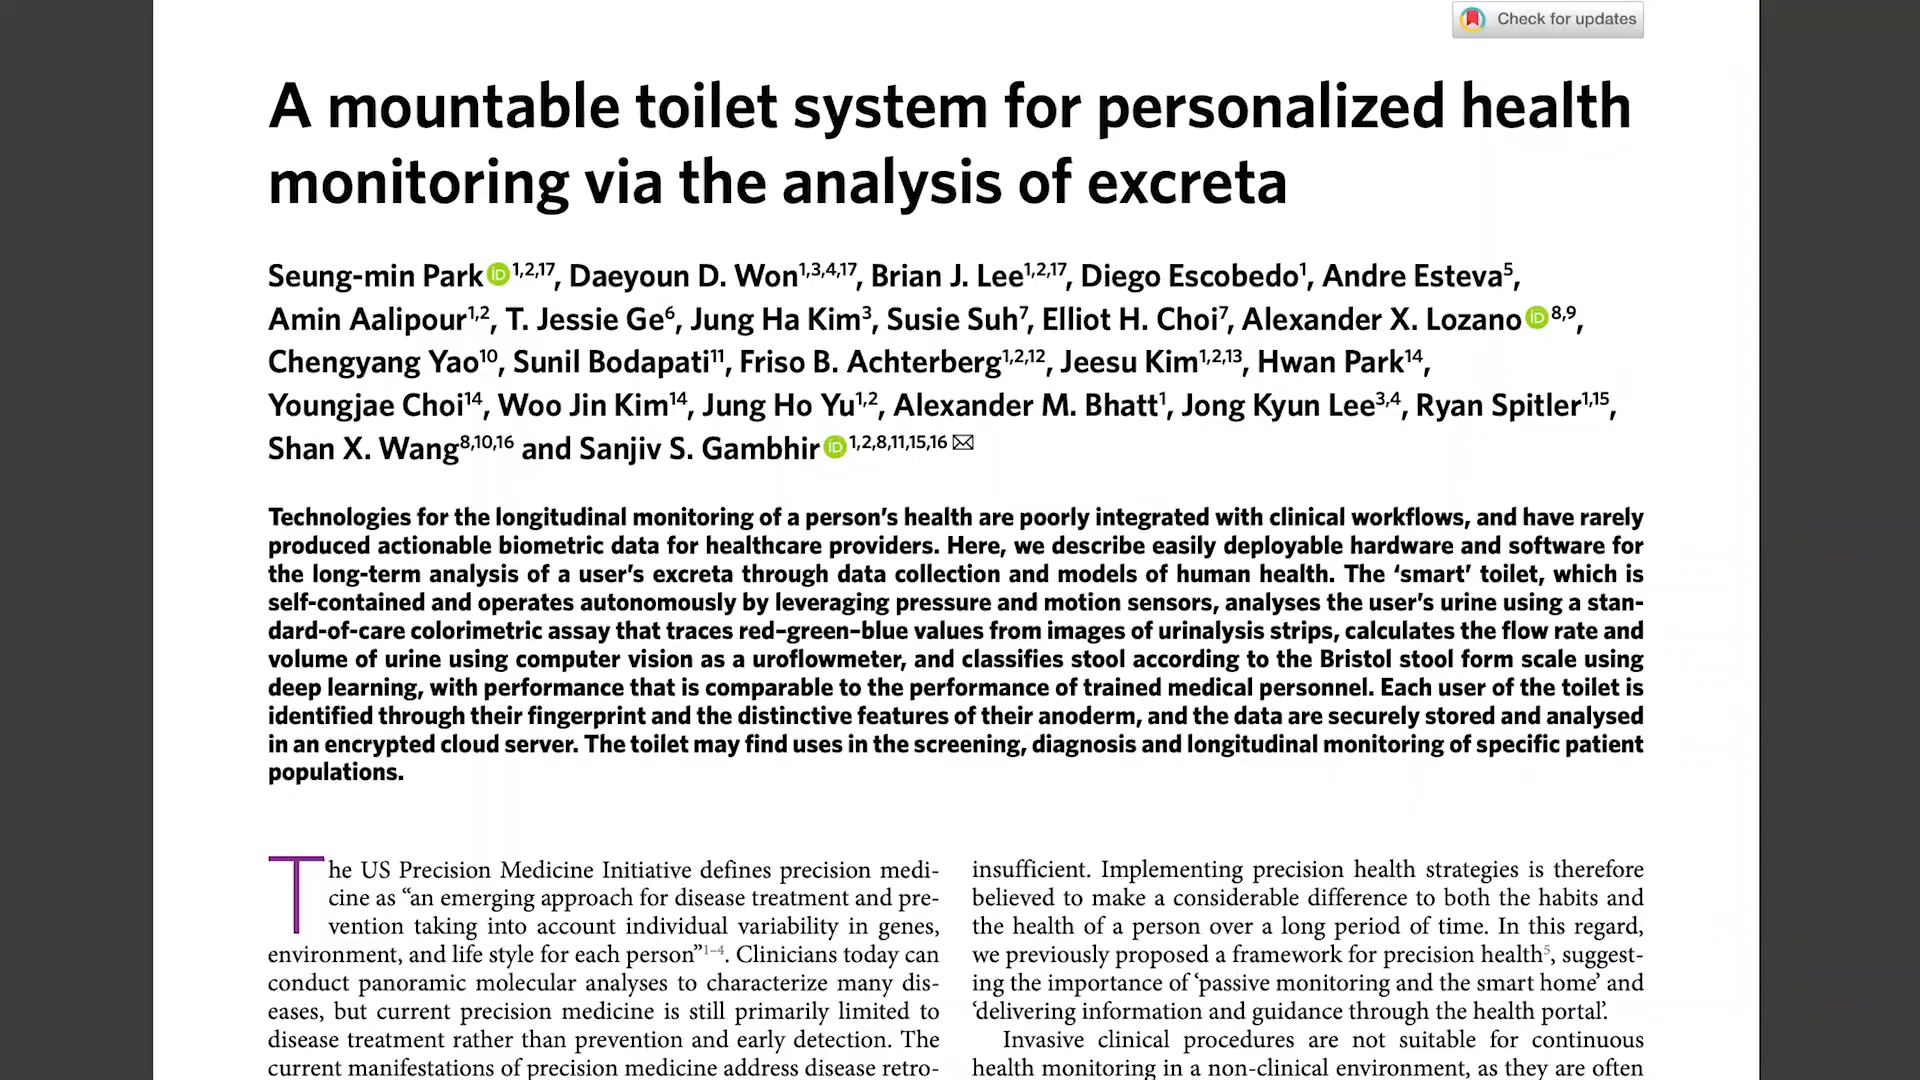 Check for updates
A mountable toilet system for personalized health
monitoring via the analysis of excreta
Seung-min Park 1,2,17, Daeyoun D. Won1,3,4,17, Brian J. Lee1,2,17, Diego Escobedo1, Andre Esteva5,
Amin Aalipour1,2, T. Jessie Ge6, Jung Ha Kim3, Susie Suh7, Elliot H. Choi7, Alexander X. Lozano 8,9,
Chengyang Yao10, Sunil Bodapati11, Friso B. Achterberg1,2,12, Jeesu Kim1,2,13, Hwan Park14,
Youngjae Choi14, Woo Jin Kim14, Jung Ho Yu1,2, Alexander M. Bhatt1, Jong Kyun Lee3,4, Ryan Spitler1,15,
Shan X. Wang8,10,16 and Sanjiv S. Gambhir 1,2,8,11,15,16
Technologies for the longitudinal monitoring of a person's health are poorly integrated with clinical workflows, and have rarely
produced actionable biometric data for healthcare providers. Here, we describe easily deployable hardware and software for
the long-term analysis of a user's excreta through data collection and models of human health. The 'smart' toilet, which is
self-contained and operates autonomously by leveraging pressure and motion sensors, analyses the user's urine using a stan-
dard-of-care colorimetric assay that traces red–green–blue values from images of urinalysis strips, calculates the flow rate and
volume of urine using computer vision as a uroflowmeter, and classifies stool according to the Bristol stool form scale using
deep learning, with performance that is comparable to the performance of trained medical personnel. Each user of the toilet is
identified through their fingerprint and the distinctive features of their anoderm, and the data are securely stored and analysed
in an encrypted cloud server. The toilet may find uses in the screening, diagnosis and longitudinal monitoring of specific patient
populations.
The US Precision Medicine Initiative defines precision medi-
cine as “an emerging approach for disease treatment and pre-
vention taking into account individual variability in genes,
environment, and life style for each person”1–4. Clinicians today can
conduct panoramic molecular analyses to characterize many dis-
eases, but current precision medicine is still primarily limited to
disease treatment rather than prevention and early detection. The
current manifestations of precision medicine address disease retro-
insufficient. Implementing precision health strategies is therefore
believed to make a considerable difference to both the habits and
the health of a person over a long period of time. In this regard,
we previously proposed a framework for precision health5, suggest-
ing the importance of ‘passive monitoring and the smart home’ and
‘delivering information and guidance through the health portal’.
Invasive clinical procedures are not suitable for continuous
health monitoring in a non-clinical environment, as they are often